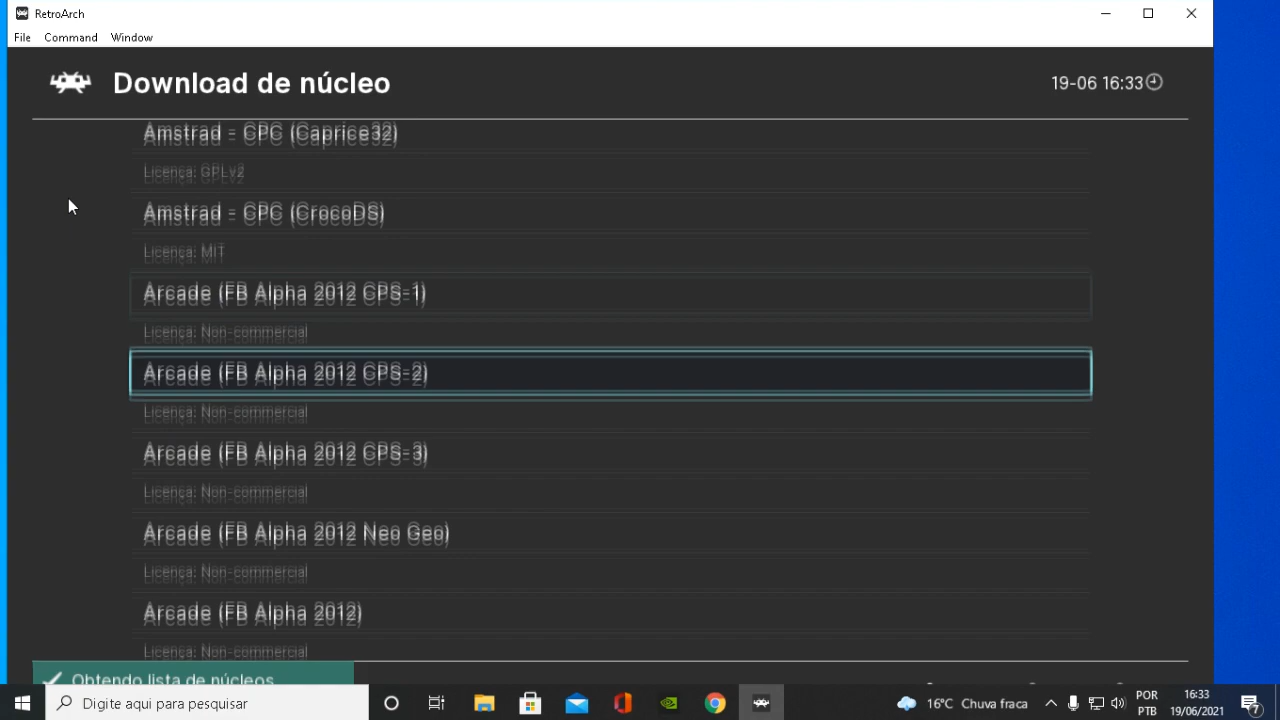 RetroArch
File Command Window
Download de núcleo
19-06 16:33
Amstrad - CPC (Caprice32)
Licença: GPLv2
Amstrad - CPC (CrocoDS)
Licença: MIT
Arcade (FB Alpha 2012 CPS-1)
Licença: Non-commercial
Arcade (FB Alpha 2012 CPS-2)
Licença: Non-commercial
Arcade (FB Alpha 2012 CPS-3)
Licença: Non-commercial
Arcade (FB Alpha 2012 Neo Geo)
Licença: Non-commercial
Arcade (FB Alpha 2012)
Licença: Non-commercial
Obtendo lista de núcleos
Digite aqui para pesquisar
16°C Chuva fraca
POR
PTB
16:33
19/06/2021
7